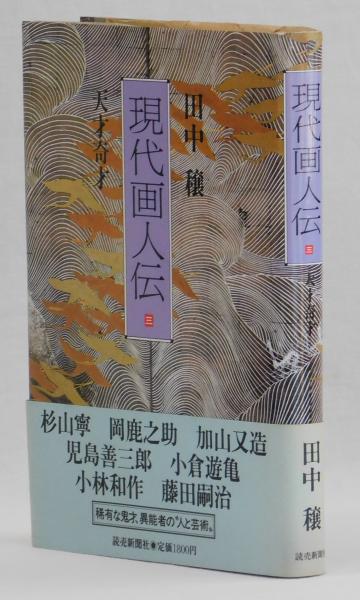 田中 穣
現代画人伝 三
天才奇才
杉山寧 岡鹿之助 加山又造
児島善三郎 小倉遊亀
小林和作 藤田嗣治
稀有な鬼才、異能者の“人と芸術”。
読売新聞社●定価1800円
現代画人伝 三
天才奇才
田中 穣
読売新聞社